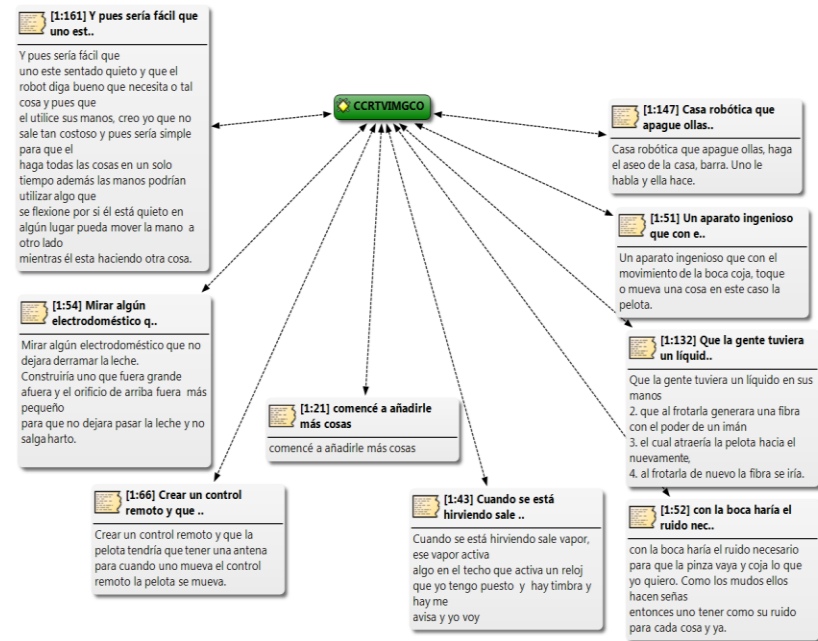 [1:161] Y pues sería fácil que
uno est..
Y pues sería fácil que
uno este sentado quieto y que el
robot diga bueno que necesita o tal
cosa y pues que
el utilice sus manos, creo yo que no
sale tan costoso y pues sería simple
para que el
haga todas las cosas en un solo
tiempo además las manos podrían
utilizar algo que
se flexione por si él está quieto en
algún lugar pueda mover la mano a
otro lado
mientras él esta haciendo otra cosa.
CCRTVIMGCO
[1:147] Casa robótica que
apague ollas..
Casa robótica que apague ollas, haga
el aseo de la casa, barra. Uno le
habla y ella hace.
[1:51] Un aparato ingenioso
que con e..
Un aparato ingenioso que con el
movimiento de la boca coja, toque
o mueva una cosa en este caso la
pelota.
[1:54] Mirar algún
electrodoméstico q..
Mirar algún electrodoméstico que no
dejara derramar la leche.
Construiría uno que fuera grande
afuera y el orificio de arriba fuera más
pequeño
para que no dejara pasar la leche y no
salga harto.
[1:132] Que la gente tuviera
un líquid..
Que la gente tuviera un líquido en sus
manos
2. que al frotarla generara una fibra
con el poder de un imán
3. el cual atraería la pelota hacia el
nuevamente,
4. al frotarla de nuevo la fibra se iría.
[1:21] comencé a añadirle
más cosas
comencé a añadirle más cosas
[1:66] Crear un control
remoto y que ..
Crear un control remoto y que la
pelota tendría que tener una antena
para cuando uno mueva el control
remoto la pelota se mueva.
[1:43] Cuando se está
hirviendo sale ..
Cuando se está hirviendo sale vapor,
ese vapor activa
algo en el techo que activa un reloj
que yo tengo puesto y hay timbra y
hay me
avisa y yo voy
[1:52] con la boca haría el
ruido nec..
con la boca haría el ruido necesario
para que la pinza vaya y coja lo que
yo quiero. Como los mudos ellos
hacen señas
entonces uno tener como su ruido
para cada cosa y ya.